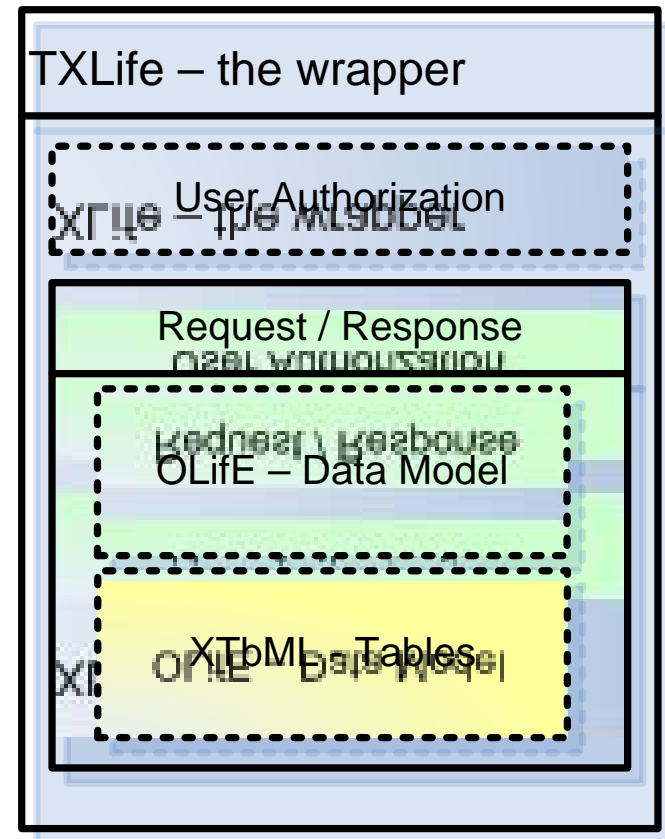 TXLife – the wrapper
User Authorization
Request / Response
OLifE – Data Model
XTbML - Tables